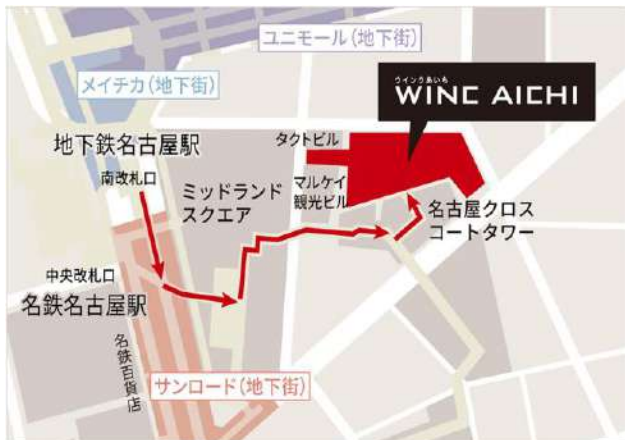 ユニモール(地下街)
ウインクあいち
WINC AICHI
メイチカ(地下街)
地下鉄名古屋駅
南改札口
タクトビル
ミッドランド
スクエア
マルケイ
観光ビル
名古屋クロス
コートタワー
中央改札口
名鉄名古屋駅
名鉄百貨店
サンロード(地下街)